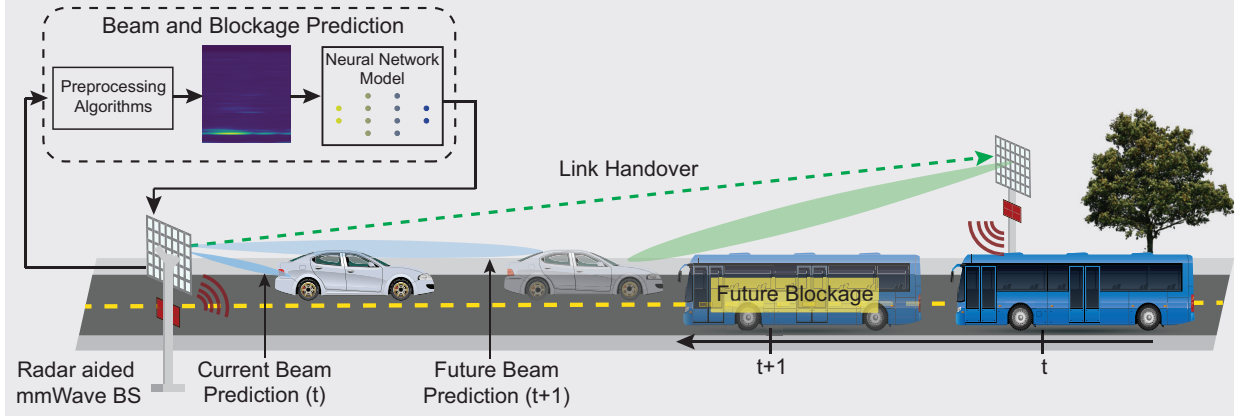 Beam and Blockage Prediction
Preprocessing
Algorithms
Neural Network
Model
Link Handover
Future Blockage
Radar aided
mmWave BS
Current Beam
Prediction (t)
Future Beam
Prediction (t+1)
t+1
t